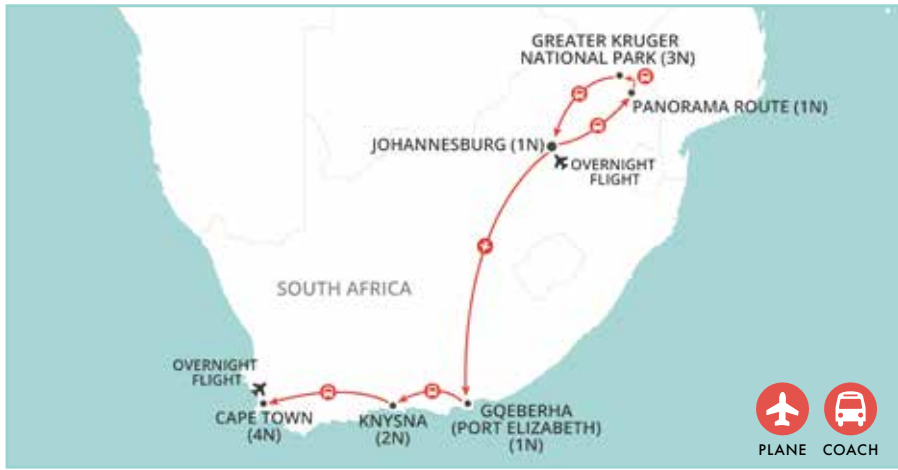 GREATER KRUGER
NATIONAL PARK (3N)
PANORAMA ROUTE (1N)
JOHANNESBURG (1N)
OVERNIGHT
FLIGHT
SOUTH AFRICA
OVERNIGHT
FLIGHT
CAPE TOWN
(4N)
KNYSNA
(2N)
GQEBERHA
(PORT ELIZABETH)
(1N)
PLANE COACH